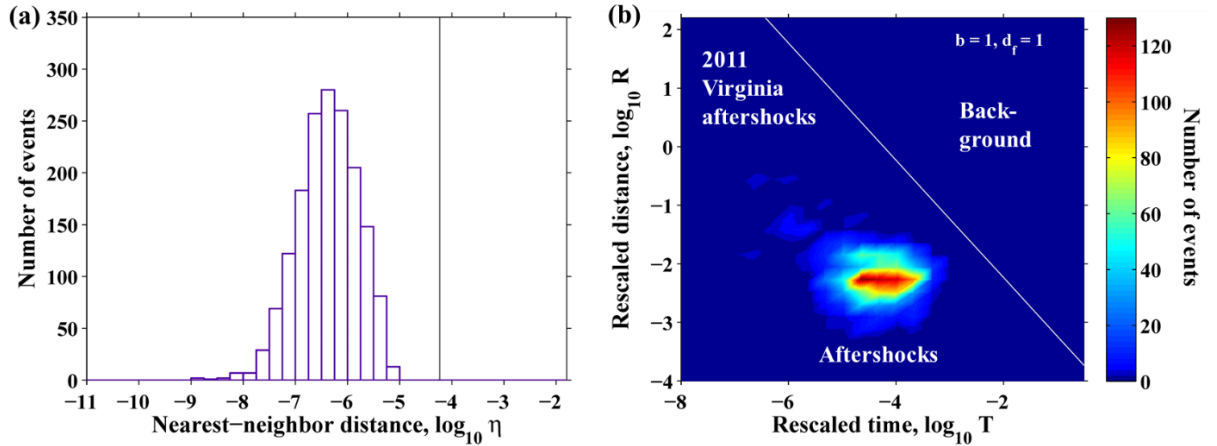 (a)
350
300
250
200
150
100
50
0
Number of events
−11
−10
−9
−8
−7
−6
−5
−4
−3
−2
Nearest−neighbor distance, log10 η
(b)
2
1
0
−1
−2
−3
−4
Rescaled distance, log10 R
2011
Virginia
aftershocks
b = 1, df = 1
Back-
ground
Aftershocks
−8
−6
−4
−2
Rescaled time, log10 T
120
100
80
60
40
20
0
Number of events